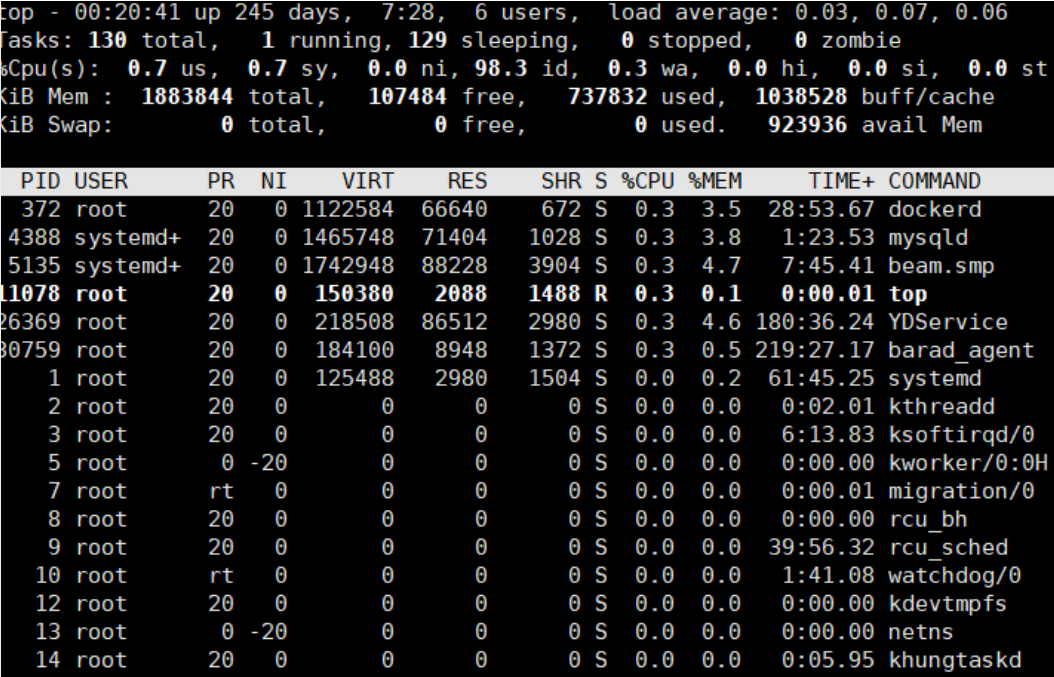 top - 00:20:41 up 245 days,  7:28,  6 users,  load average: 0.03, 0.07, 0.06
Tasks: 130 total,   1 running, 129 sleeping,   0 stopped,   0 zombie
%Cpu(s):  0.7 us,  0.7 sy,  0.0 ni, 98.3 id,  0.3 wa,  0.0 hi,  0.0 si,  0.0 st
KiB Mem :  1883844 total,   107484 free,   737832 used,  1038528 buff/cache
KiB Swap:        0 total,        0 free,        0 used.   923936 avail Mem
PID USER      PR  NI    VIRT    RES    SHR S %CPU %MEM     TIME+ COMMAND
372 root      20   0 1122584  66640    672 S  0.3  3.5  28:53.67 dockerd
4388 systemd+  20   0 1465748  71404   1028 S  0.3  3.8   1:23.53 mysqld
5135 systemd+  20   0 1742948  88228   3904 S  0.3  4.7   7:45.41 beam.smp
11078 root      20   0  150380   2088   1488 R  0.3  0.1   0:00.01 top
26369 root      20   0  218508  86512   2980 S  0.3  4.6 180:36.24 YDService
30759 root      20   0  184100   8948   1372 S  0.3  0.5 219:27.17 barad_agent
1 root      20   0  125488   2980   1504 S  0.0  0.2  61:45.25 systemd
2 root      20   0       0      0      0 S  0.0  0.0   0:02.01 kthreadd
3 root      20   0       0      0      0 S  0.0  0.0   6:13.83 ksoftirqd/0
5 root       0 -20       0      0      0 S  0.0  0.0   0:00.00 kworker/0:0H
7 root      rt   0       0      0      0 S  0.0  0.0   0:00.01 migration/0
8 root      20   0       0      0      0 S  0.0  0.0   0:00.00 rcu_bh
9 root      20   0       0      0      0 S  0.0  0.0  39:56.32 rcu_sched
10 root      rt   0       0      0      0 S  0.0  0.0   1:41.08 watchdog/0
12 root      20   0       0      0      0 S  0.0  0.0   0:00.00 kdevtmpfs
13 root       0 -20       0      0      0 S  0.0  0.0   0:00.00 netns
14 root      20   0       0      0      0 S  0.0  0.0   0:05.95 khungtaskd